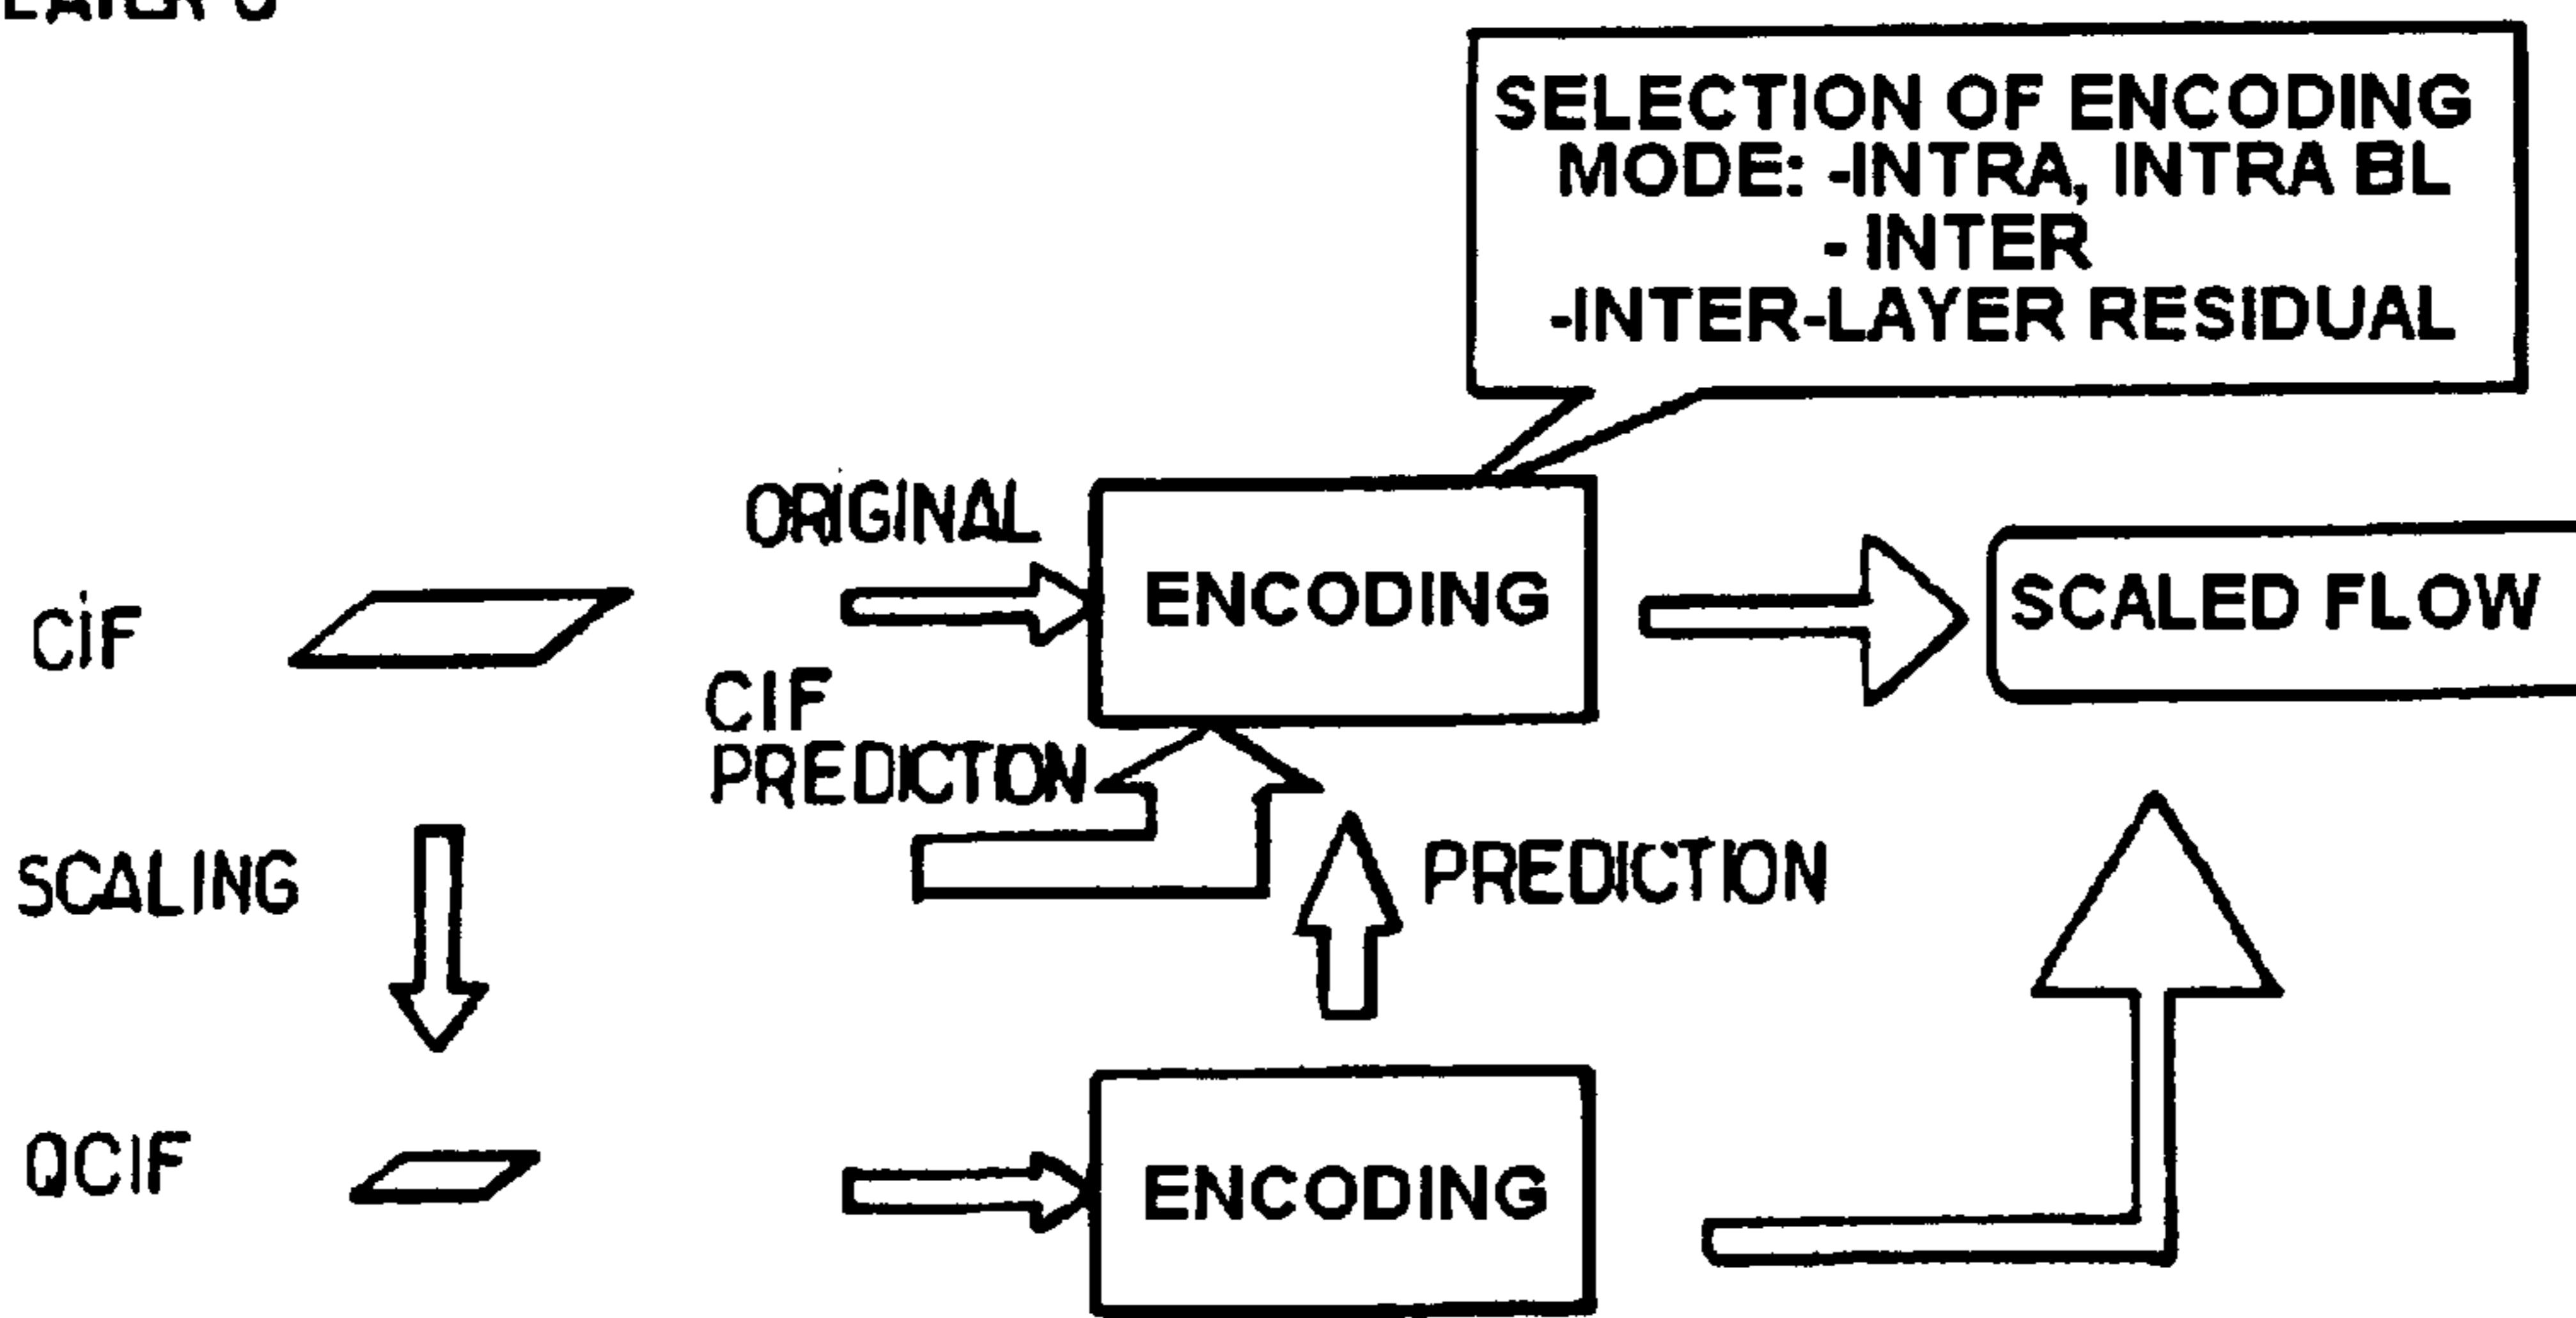 SELECTION OF ENCODING
MODE: -INTRA, INTRA BL
- INTER
-INTER-LAYER RESIDUAL
ORIGINAL
CIF
ENCODING
SCALED FLOW
CIF
PREDICTION
SCALING
PREDICTION
QCIF
ENCODING